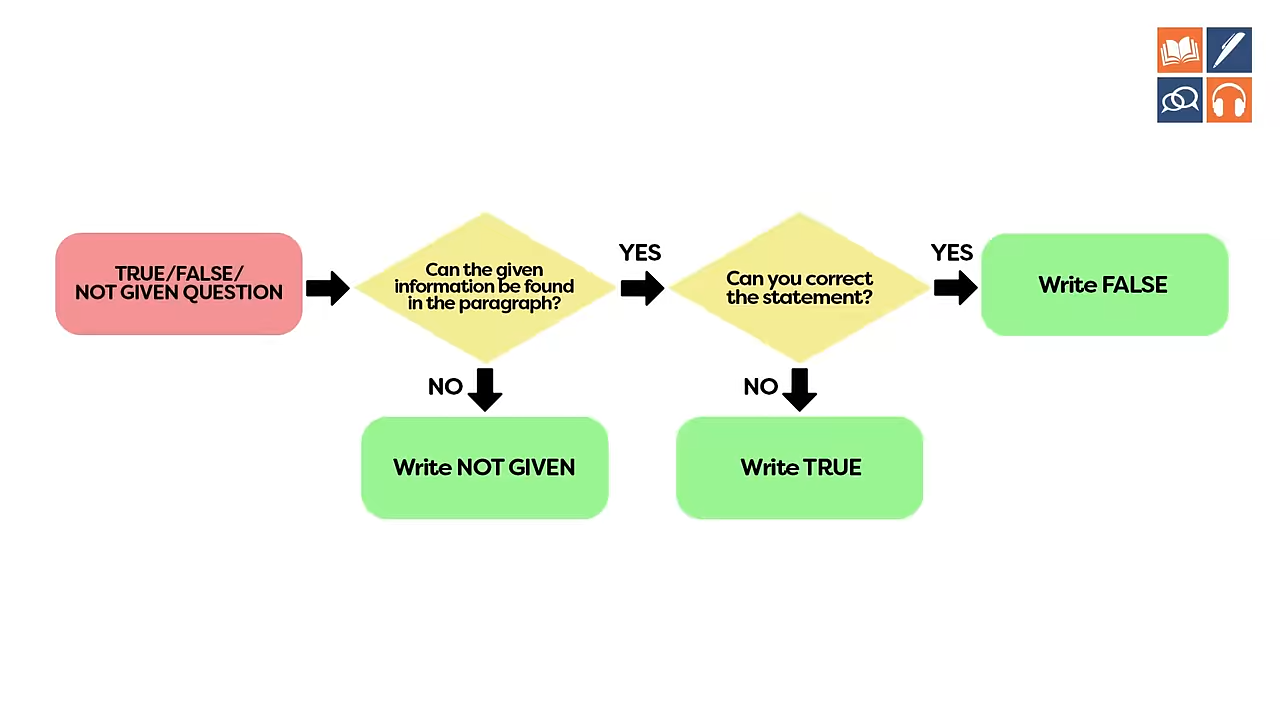 TRUE/FALSE/
NOT GIVEN QUESTION
Can the given
information be found
in the paragraph?
YES
Can you correct
the statement?
YES
Write FALSE
NO
Write NOT GIVEN
NO
Write TRUE